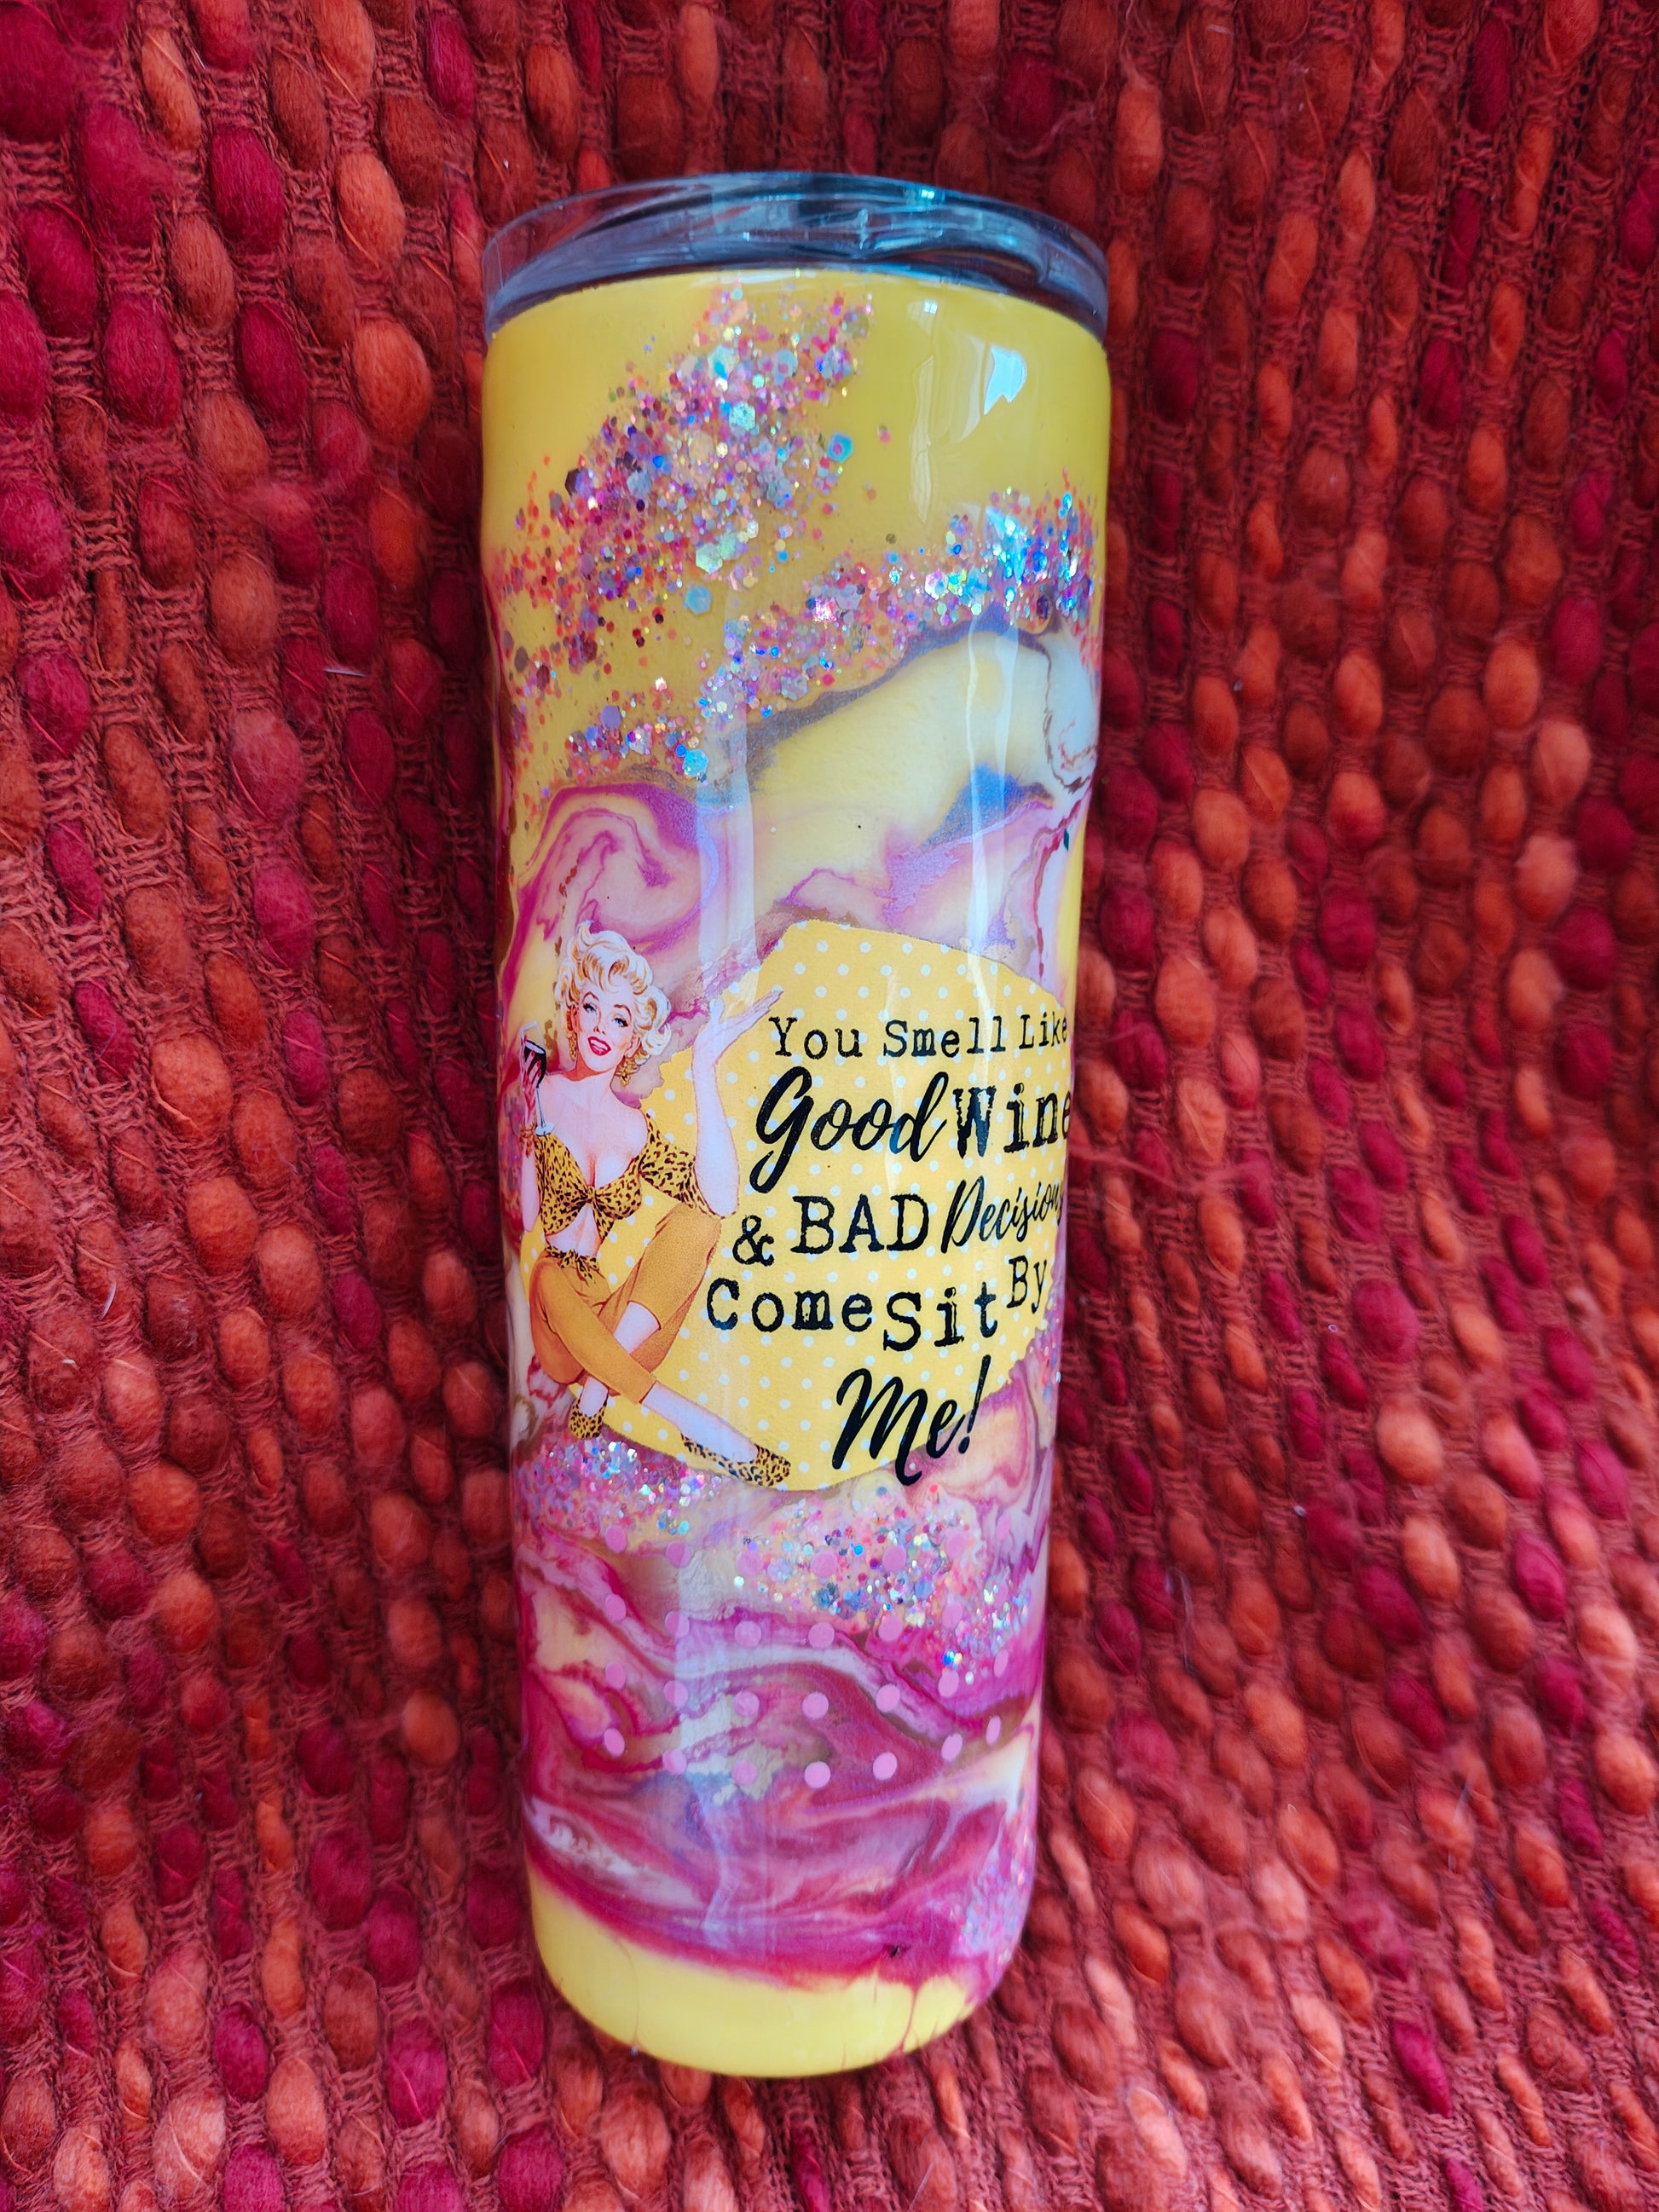 You Smell Like
Good Wine
& BAD Decisions
Come Sit By
Me!